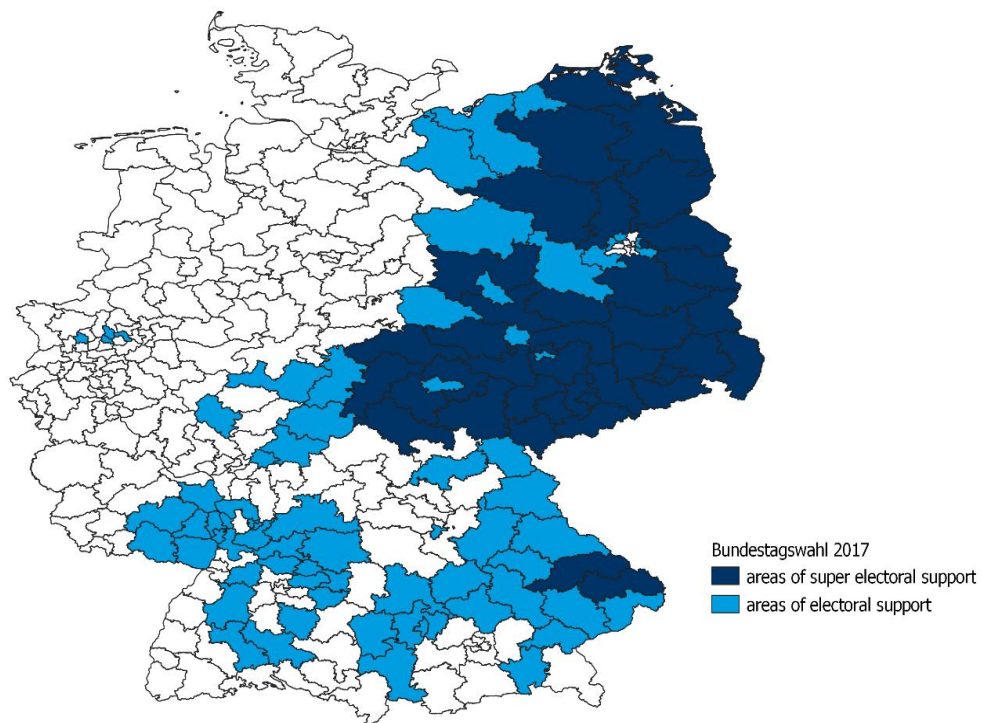 Bundestagswahl 2017
areas of super electoral support
areas of electoral support